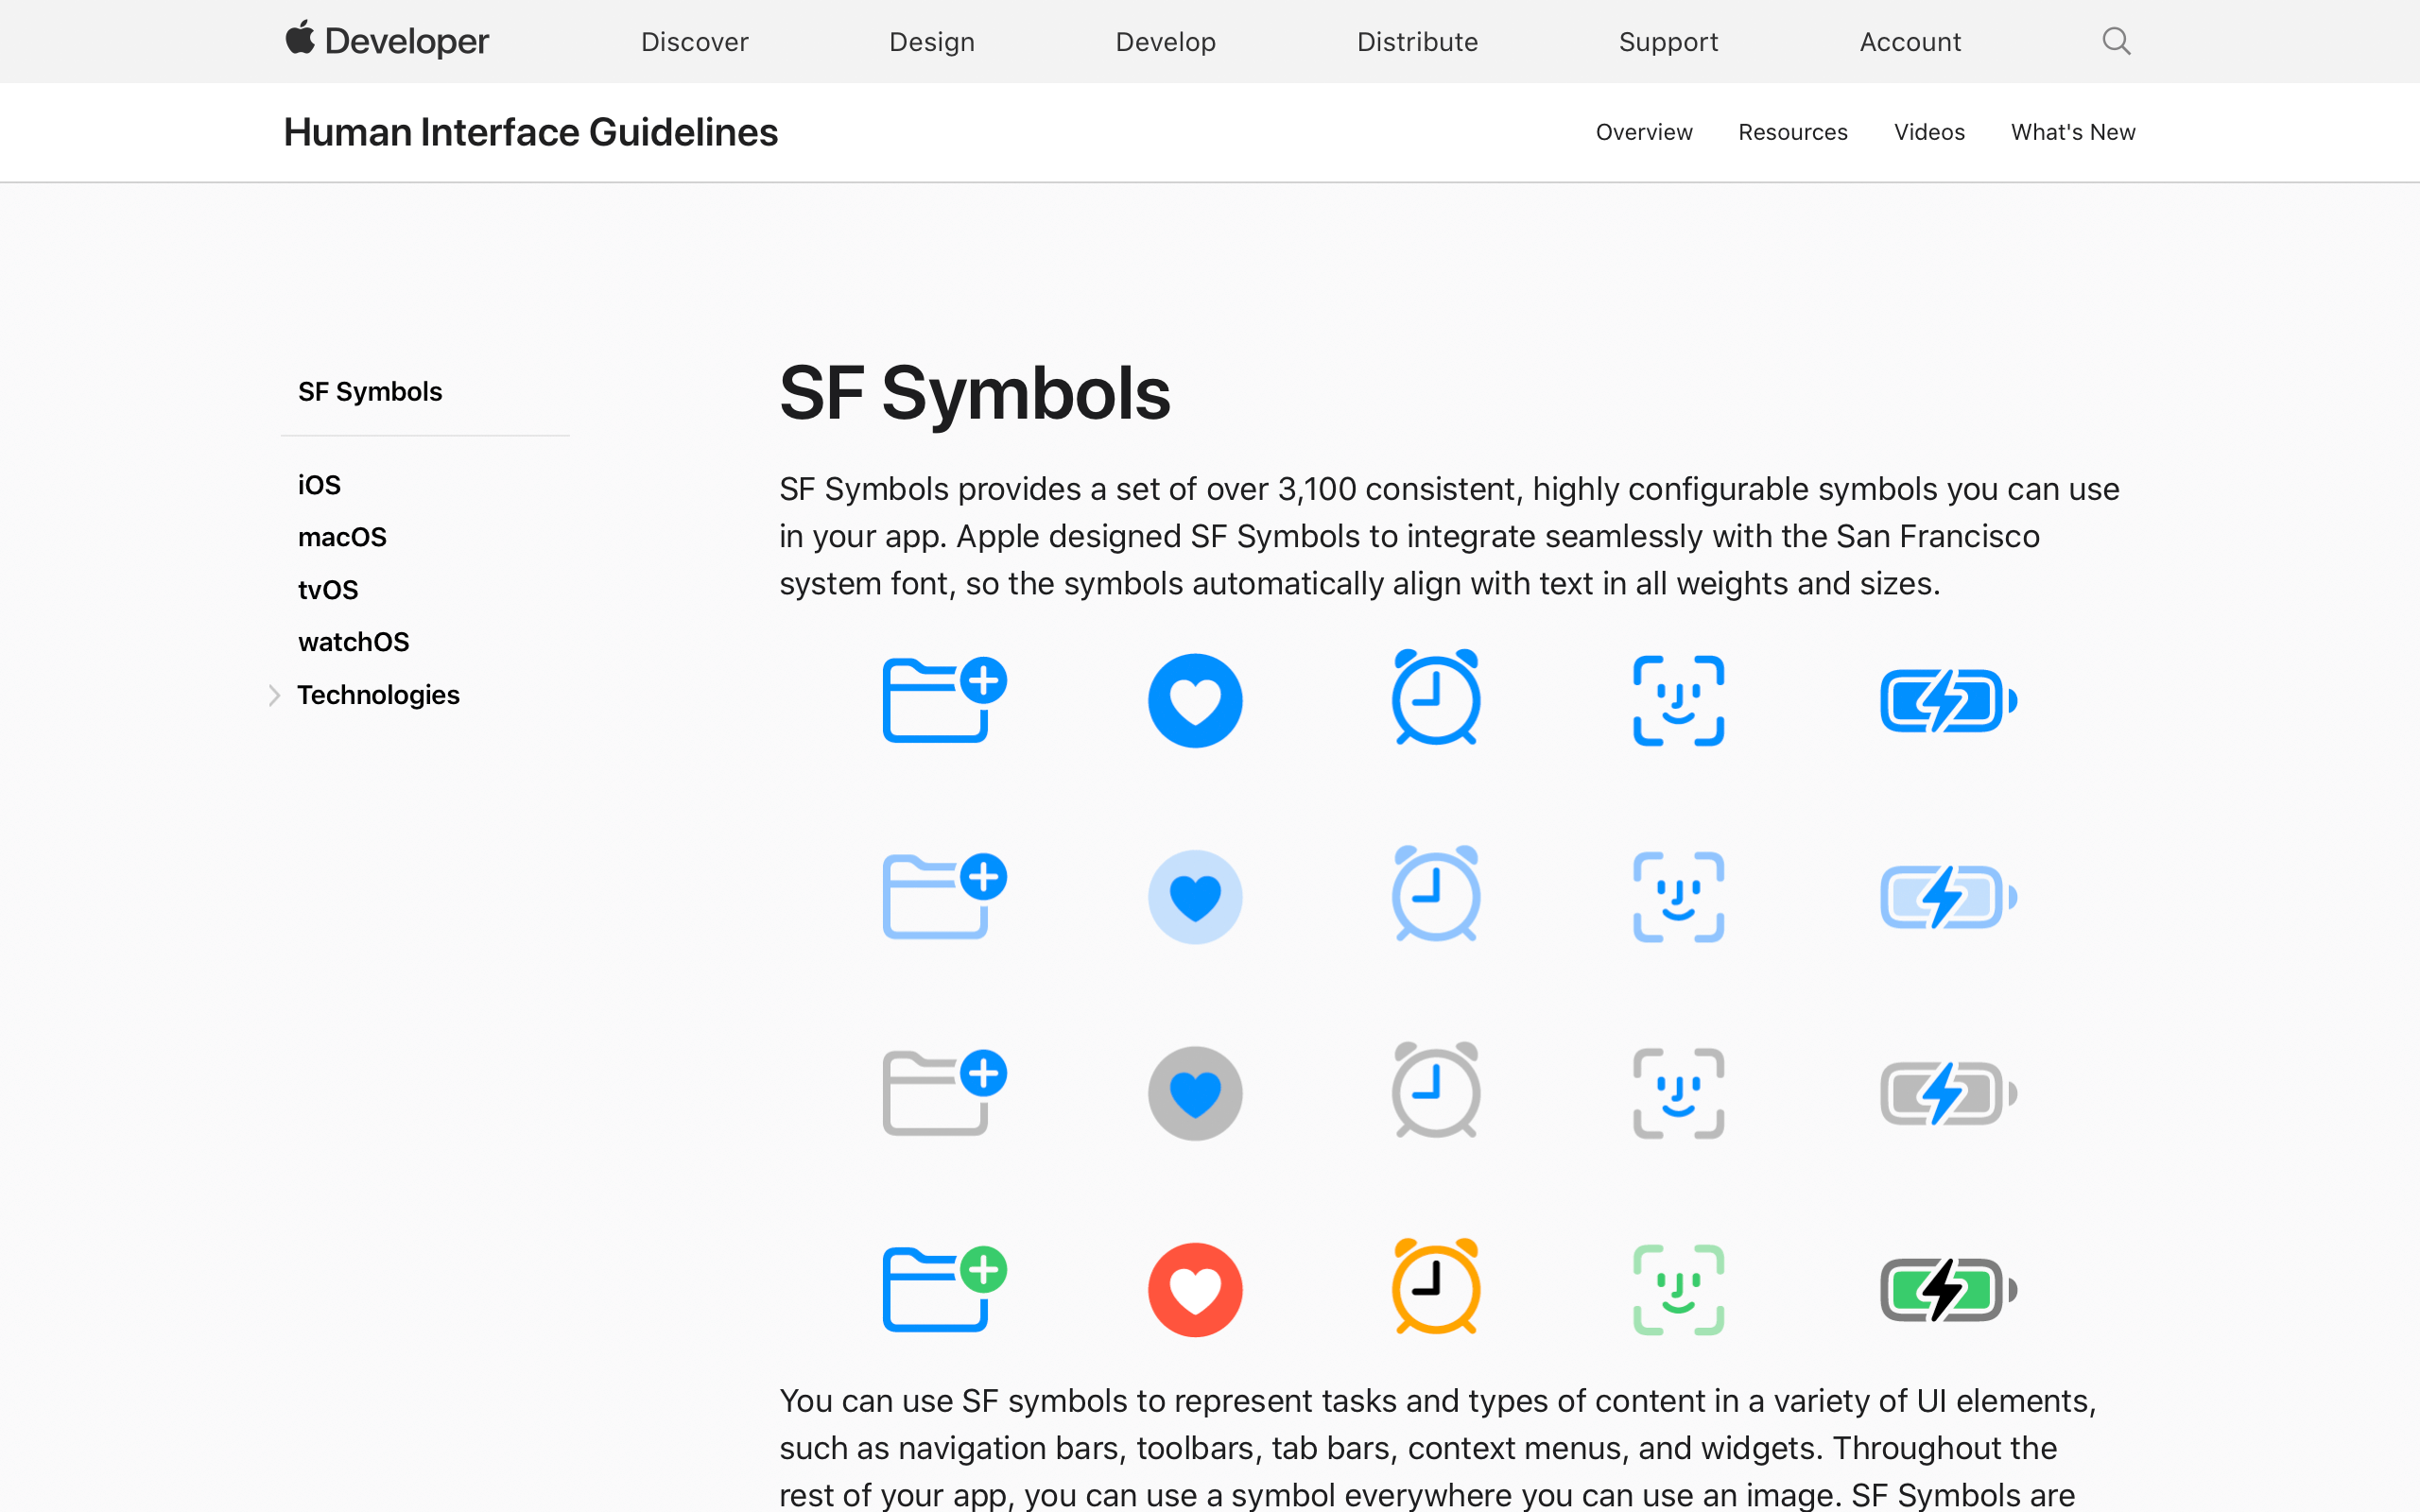 Developer
Discover
Design
Develop
Distribute
Support
Account
Human Interface Guidelines
Overview
Resources
Videos
What's New
SF Symbols
iOS
macOS
tvOS
watchOS
Technologies
SF Symbols
SF Symbols provides a set of over 3,100 consistent, highly configurable symbols you can use
in your app. Apple designed SF Symbols to integrate seamlessly with the San Francisco
system font, so the symbols automatically align with text in all weights and sizes.
You can use SF symbols to represent tasks and types of content in a variety of UI elements,
such as navigation bars, toolbars, tab bars, context menus, and widgets. Throughout the
rest of your app, you can use a symbol everywhere you can use an image. SF Symbols are